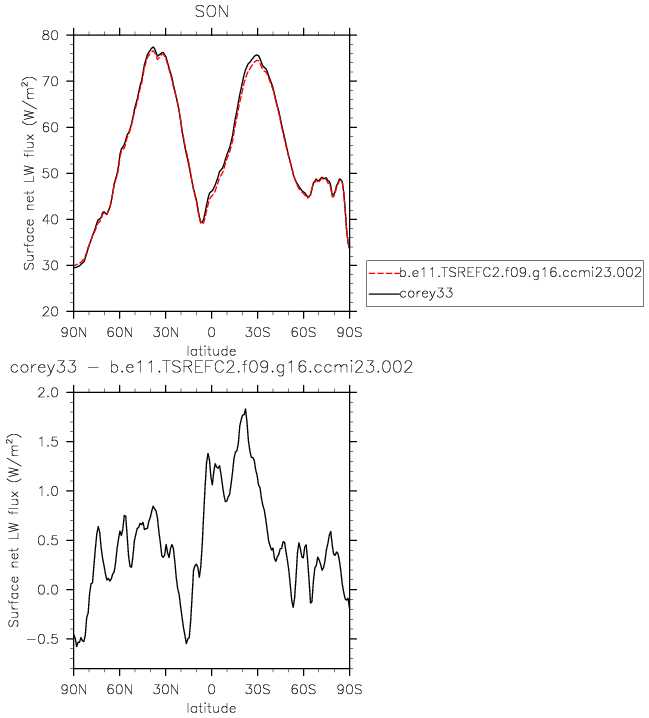 SON
80
70
60
50
40
30
20
Surface net LW flux (W/m²)
90N 60N 30N 0 30S 60S 90S
latitude
b.e11.TSREFC2.f09.g16.ccmi23.002
corey33
corey33 – b.e11.TSREFC2.f09.g16.ccmi23.002
2.0
1.5
1.0
0.5
0.0
−0.5
Surface net LW flux (W/m²)
90N 60N 30N 0 30S 60S 90S
latitude